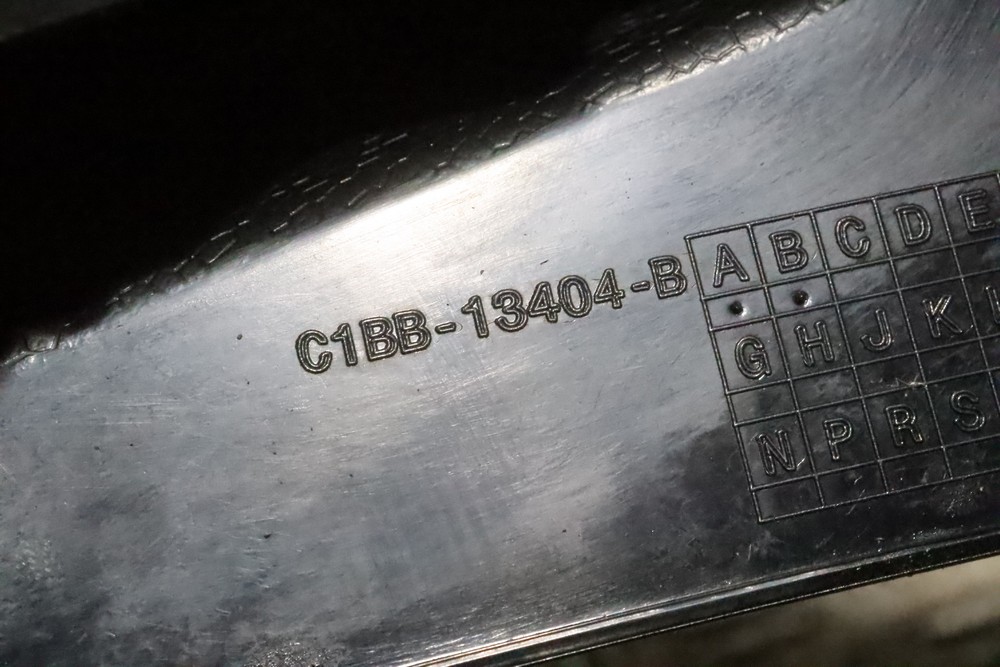 C1BB-13404-B
A B C D E
G H J K
N P R S